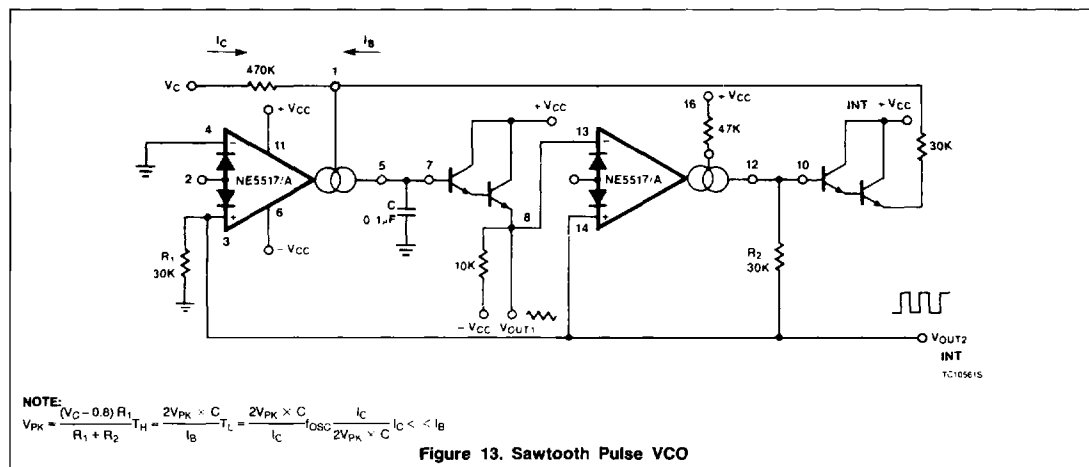 I_C I_B
V_C 470K 1
+V_CC
16 +V_CC INT +V_CC
+V_CC
4 11 13 47K
30K
2 NE5517/A 5 7 NE5517/A 12 10
C
0.1μF
6 8
3 14
-V_CC
R_1
30K
10K
R_2
30K
-V_CC V_OUT1
V_OUT2
INT
TC10561S
NOTE:
V_PK = (V_C - 0.8) R_1 / R_1 + R_2 T_H = 2V_PK × C / I_B T_L = 2V_PK × C / I_C f_OSC I_C / 2V_PK × C I_C < < I_B
Figure 13. Sawtooth Pulse VCO